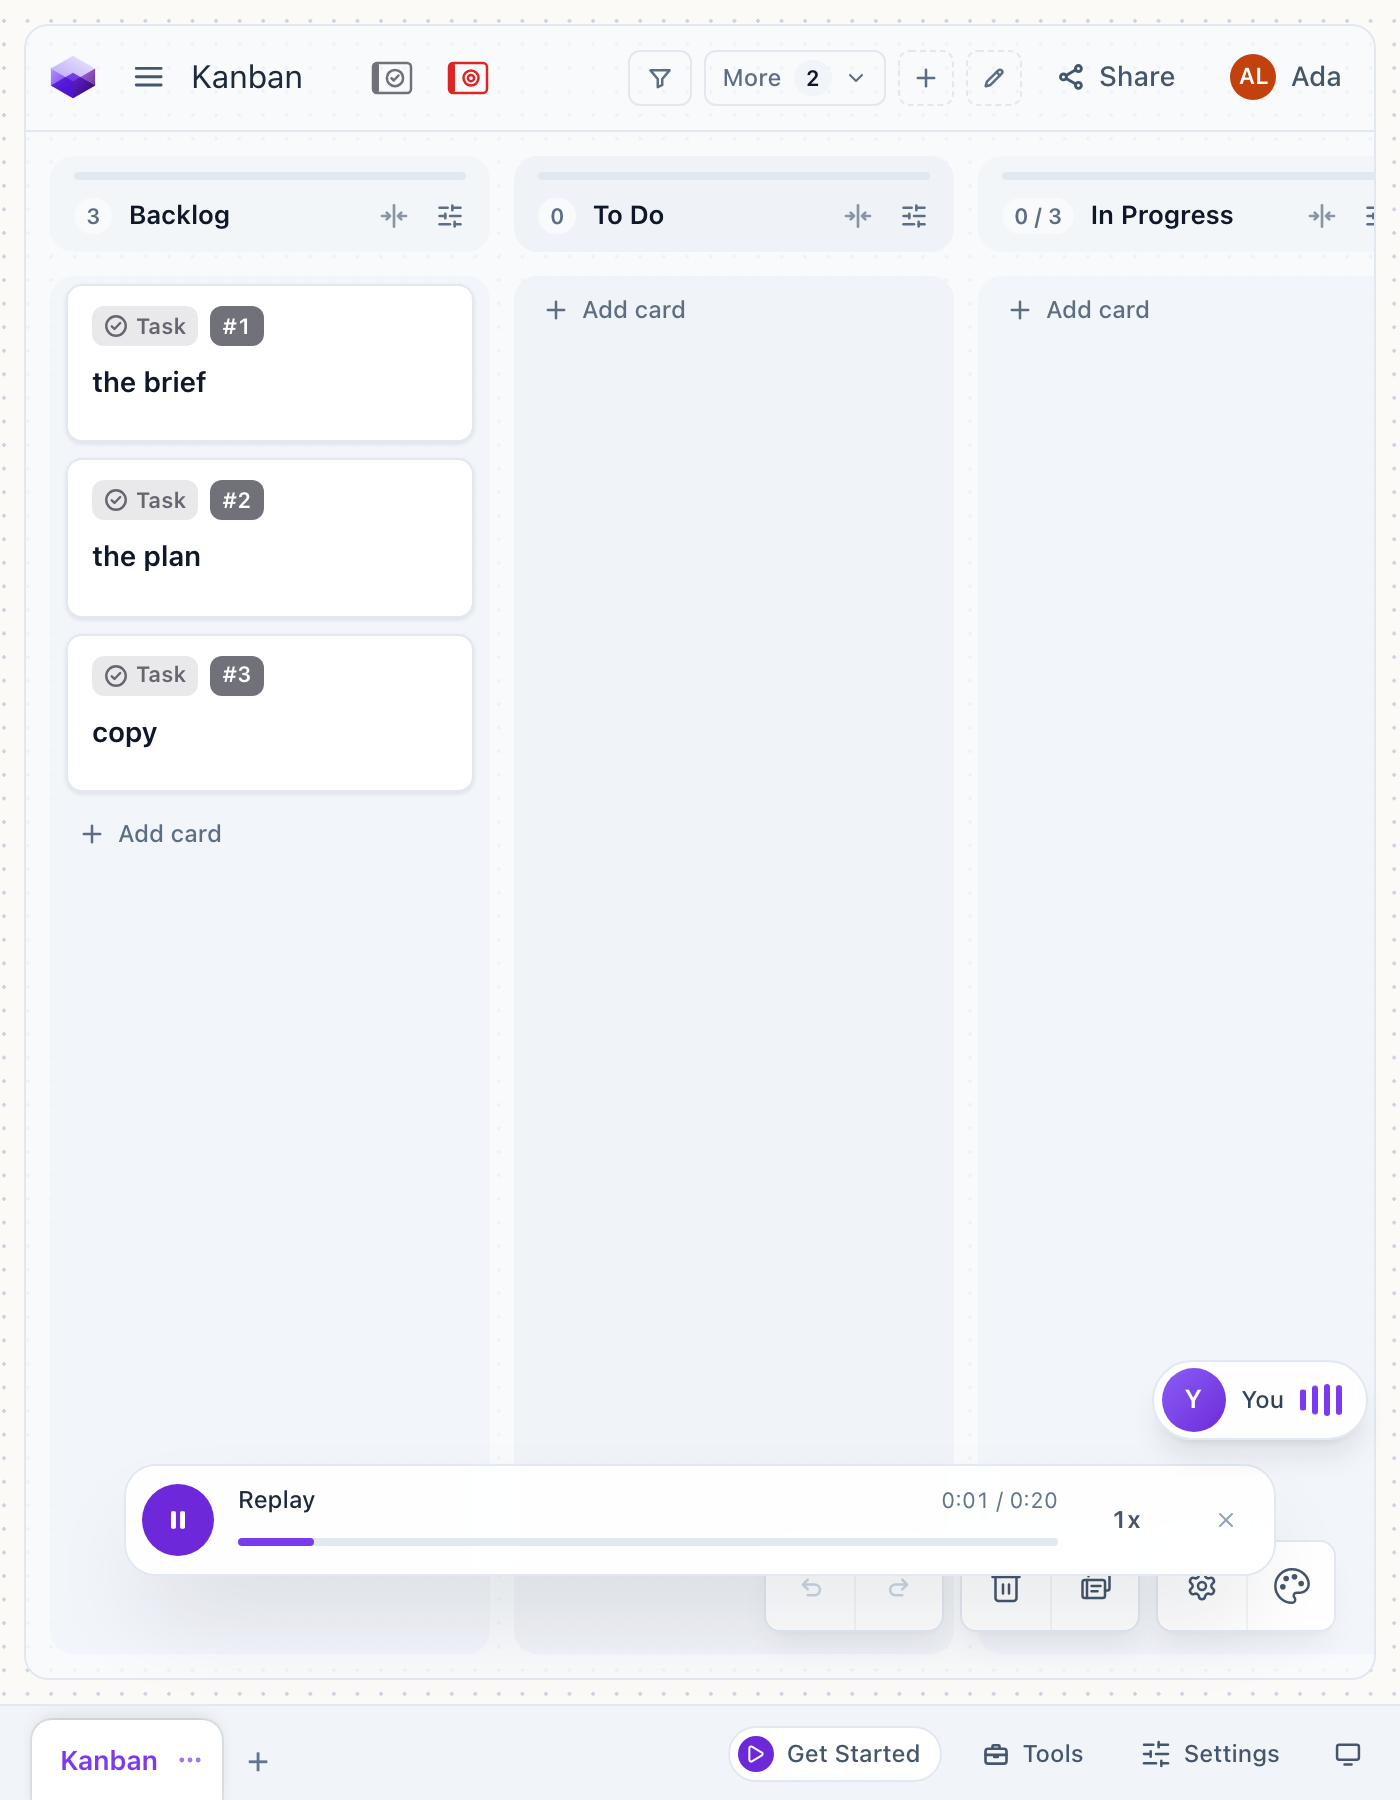 Kanban
More 2
Share
AL Ada
3 Backlog
0 To Do
0 / 3 In Progress
Task #1
the brief
Task #2
the plan
Task #3
copy
Add card
Add card
Add card
Y You
Replay 0:01 / 0:20
1x
Kanban
Get Started
Tools
Settings